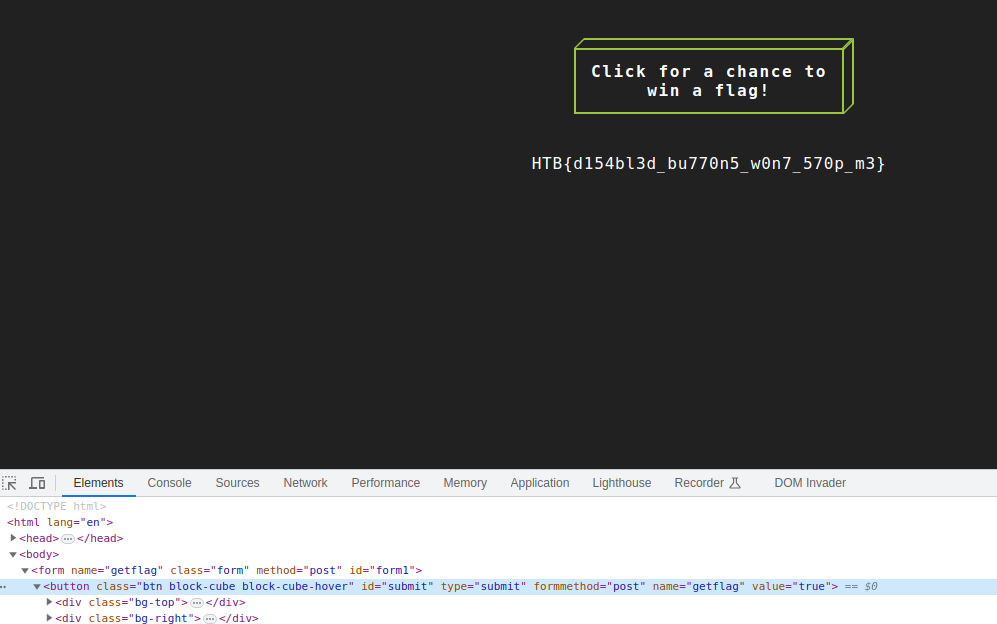 Click for a chance to
win a flag!
HTB{d154bl3d_bu770n5_w0n7_570p_m3}
Elements Console Sources Network Performance Memory Application Lighthouse Recorder DOM Invader
<!DOCTYPE html>
<html lang="en">
<head>…</head>
<body>
<form name="getflag" class="form" method="post" id="form1">
<button class="btn block-cube block-cube-hover" id="submit" type="submit" formmethod="post" name="getflag" value="true"> == $0
<div class="bg-top">…</div>
<div class="bg-right">…</div>